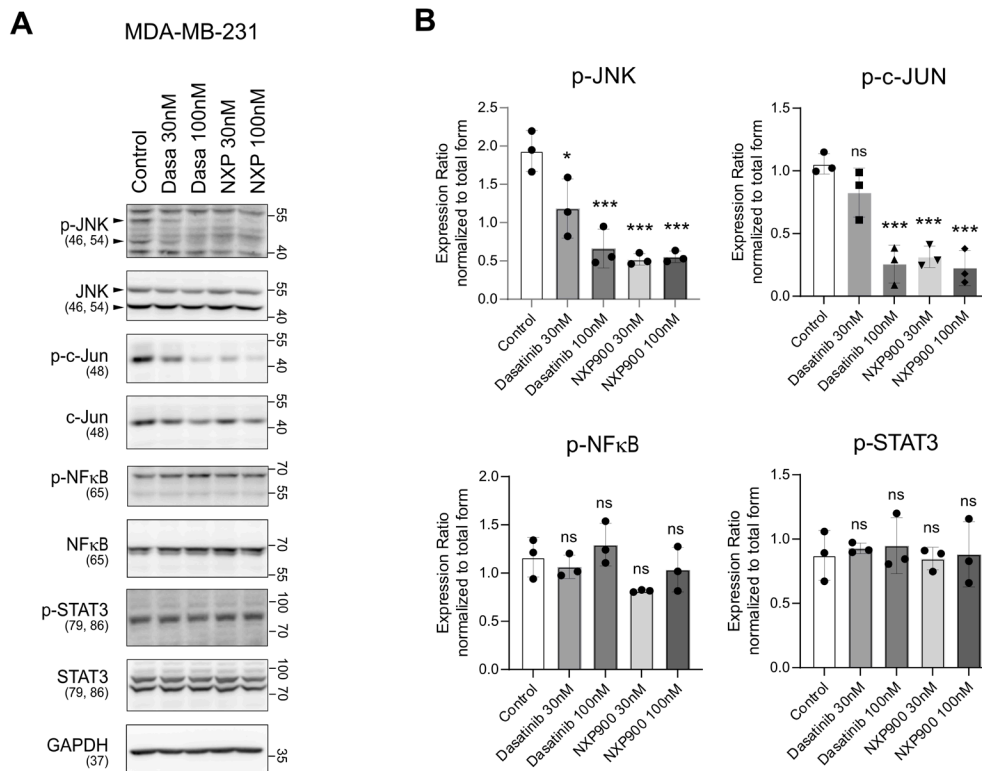 A
MDA-MB-231
Control
Dasa 30nM
Dasa 100nM
NXP 30nM
NXP 100nM
p-JNK
(46, 54)
55
40
JNK
(46, 54)
55
40
p-c-Jun
(48)
55
40
c-Jun
(48)
55
40
p-NFκB
(65)
70
55
NFκB
(65)
70
55
p-STAT3
(79, 86)
100
70
STAT3
(79, 86)
100
70
GAPDH
(37)
35
B
p-JNK
Expression Ratio
normalized to total form
2.5
2.0
1.5
1.0
0.5
0.0
*
***
***
***
Control
Dasatinib 30nM
Dasatinib 100nM
NXP900 30nM
NXP900 100nM
p-c-JUN
Expression Ratio
normalized to total form
1.5
1.0
0.5
0.0
ns
***
***
***
Control
Dasatinib 30nM
Dasatinib 100nM
NXP900 30nM
NXP900 100nM
p-NFκB
Expression Ratio
normalized to total form
2.0
1.5
1.0
0.5
0.0
ns
ns
ns
ns
Control
Dasatinib 30nM
Dasatinib 100nM
NXP900 30nM
NXP900 100nM
p-STAT3
Expression Ratio
normalized to total form
1.5
1.0
0.5
0.0
ns
ns
ns
ns
Control
Dasatinib 30nM
Dasatinib 100nM
NXP900 30nM
NXP900 100nM